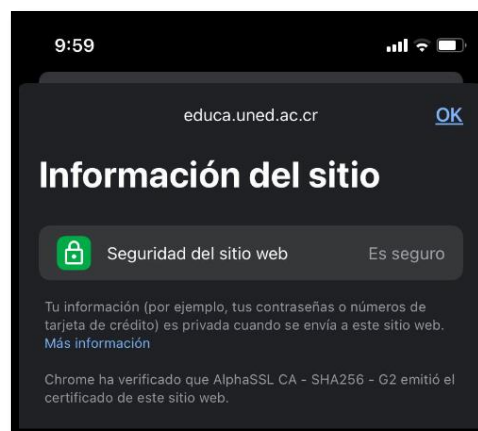 9:59
educa.uned.ac.cr OK
Información del sitio
Seguridad del sitio web Es seguro
Tu información (por ejemplo, tus contraseñas o números de
tarjeta de crédito) es privada cuando se envía a este sitio web.
Más información
Chrome ha verificado que AlphaSSL CA - SHA256 - G2 emitió el
certificado de este sitio web.